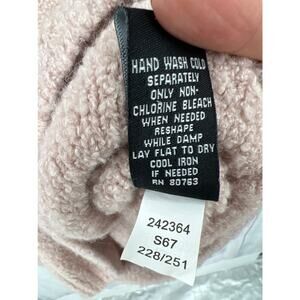 HAND WASH COLD
SEPARATELY
ONLY NON-
CHLORINE BLEACH
WHEN NEEDED
RESHAPE
WHILE DAMP
LAY FLAT TO DRY
COOL IRON
IF NEEDED
RN 80763
242364
S67
228/251